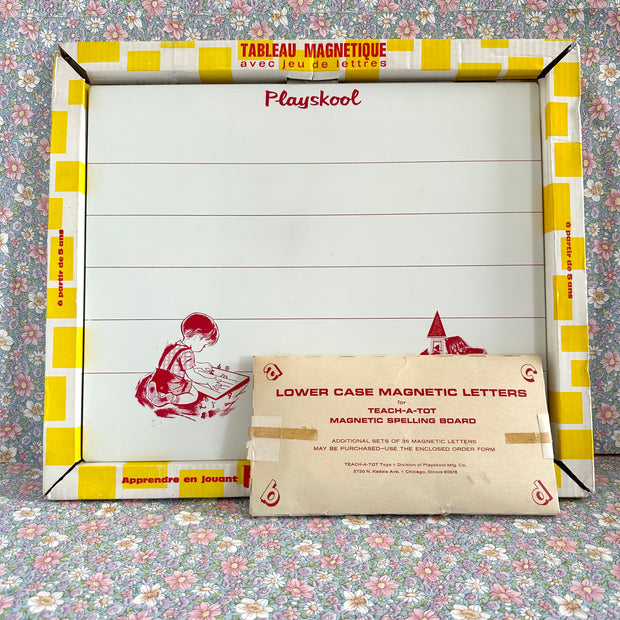 TABLEAU MAGNÉTIQUE
avec jeu de lettres
Playskool
à partir de 5 ans
à partir de 5 ans
a
c
LOWER CASE MAGNETIC LETTERS
for
TEACH-A-TOT
MAGNETIC SPELLING BOARD
ADDITIONAL SETS OF 36 MAGNETIC LETTERS
MAY BE PURCHASED—USE THE ENCLOSED ORDER FORM
TEACH-A-TOT Toys ◊ Division of Playskool Mfg. Co.
3720 N. Kedzie Ave. ◊ Chicago, Illinois 60618
b
d
Apprendre en jouant